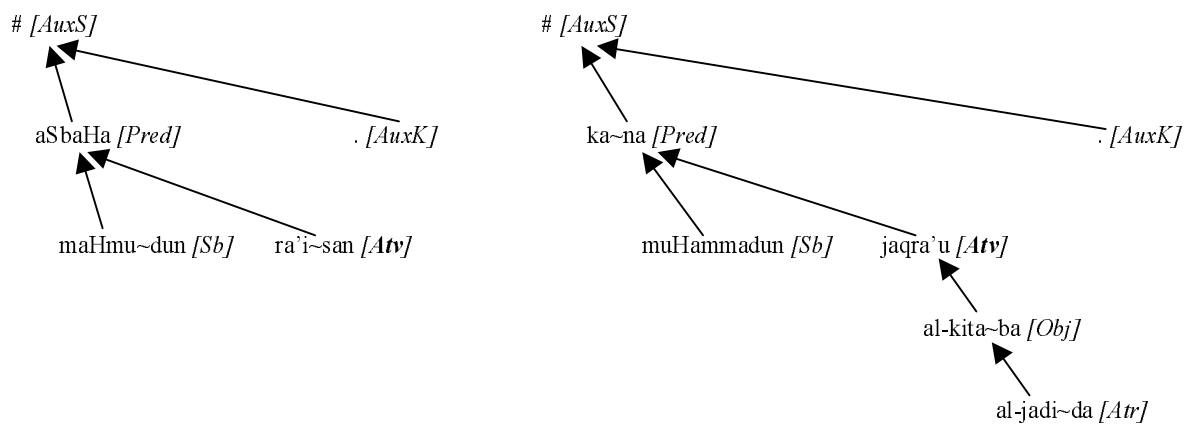 # [AuxS]
aSbaHa [Pred]
. [AuxK]
maHmu~dun [Sb]
ra'i~san [Atv]
# [AuxS]
ka~na [Pred]
. [AuxK]
muHammadun [Sb]
jaqra'u [Atv]
al-kita~ba [Obj]
al-jadi~da [Atr]